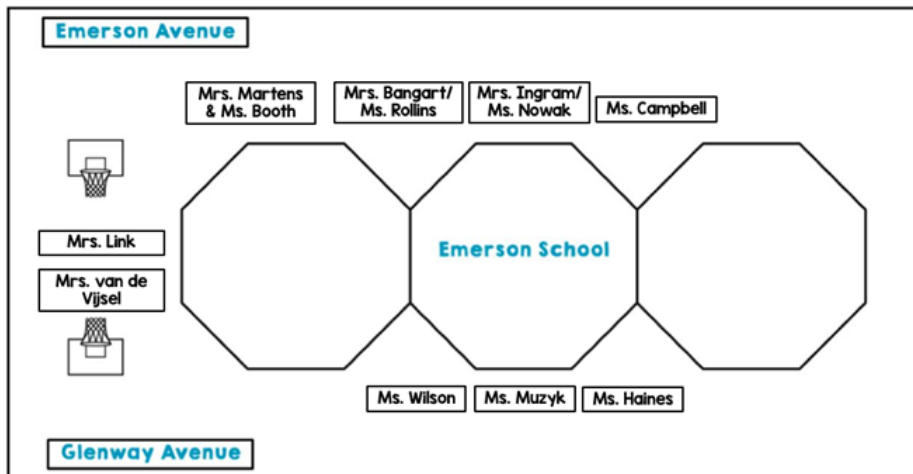 Emerson Avenue
Mrs. Martens
& Ms. Booth
Mrs. Bangart/
Ms. Rollins
Mrs. Ingram/
Ms. Nowak
Ms. Campbell
Mrs. Link
Emerson School
Mrs. van de
Vijsel
Ms. Wilson
Ms. Muzyk
Ms. Haines
Glenway Avenue